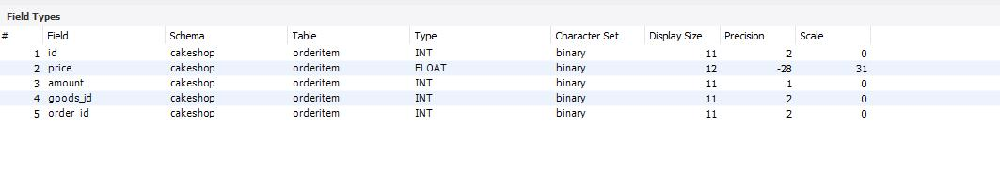 Field Types
# Field Schema Table Type Character Set Display Size Precision Scale
1 id cakeshop orderitem INT binary 11 2 0
2 price cakeshop orderitem FLOAT binary 12 -28 31
3 amount cakeshop orderitem INT binary 11 1 0
4 goods_id cakeshop orderitem INT binary 11 2 0
5 order_id cakeshop orderitem INT binary 11 2 0